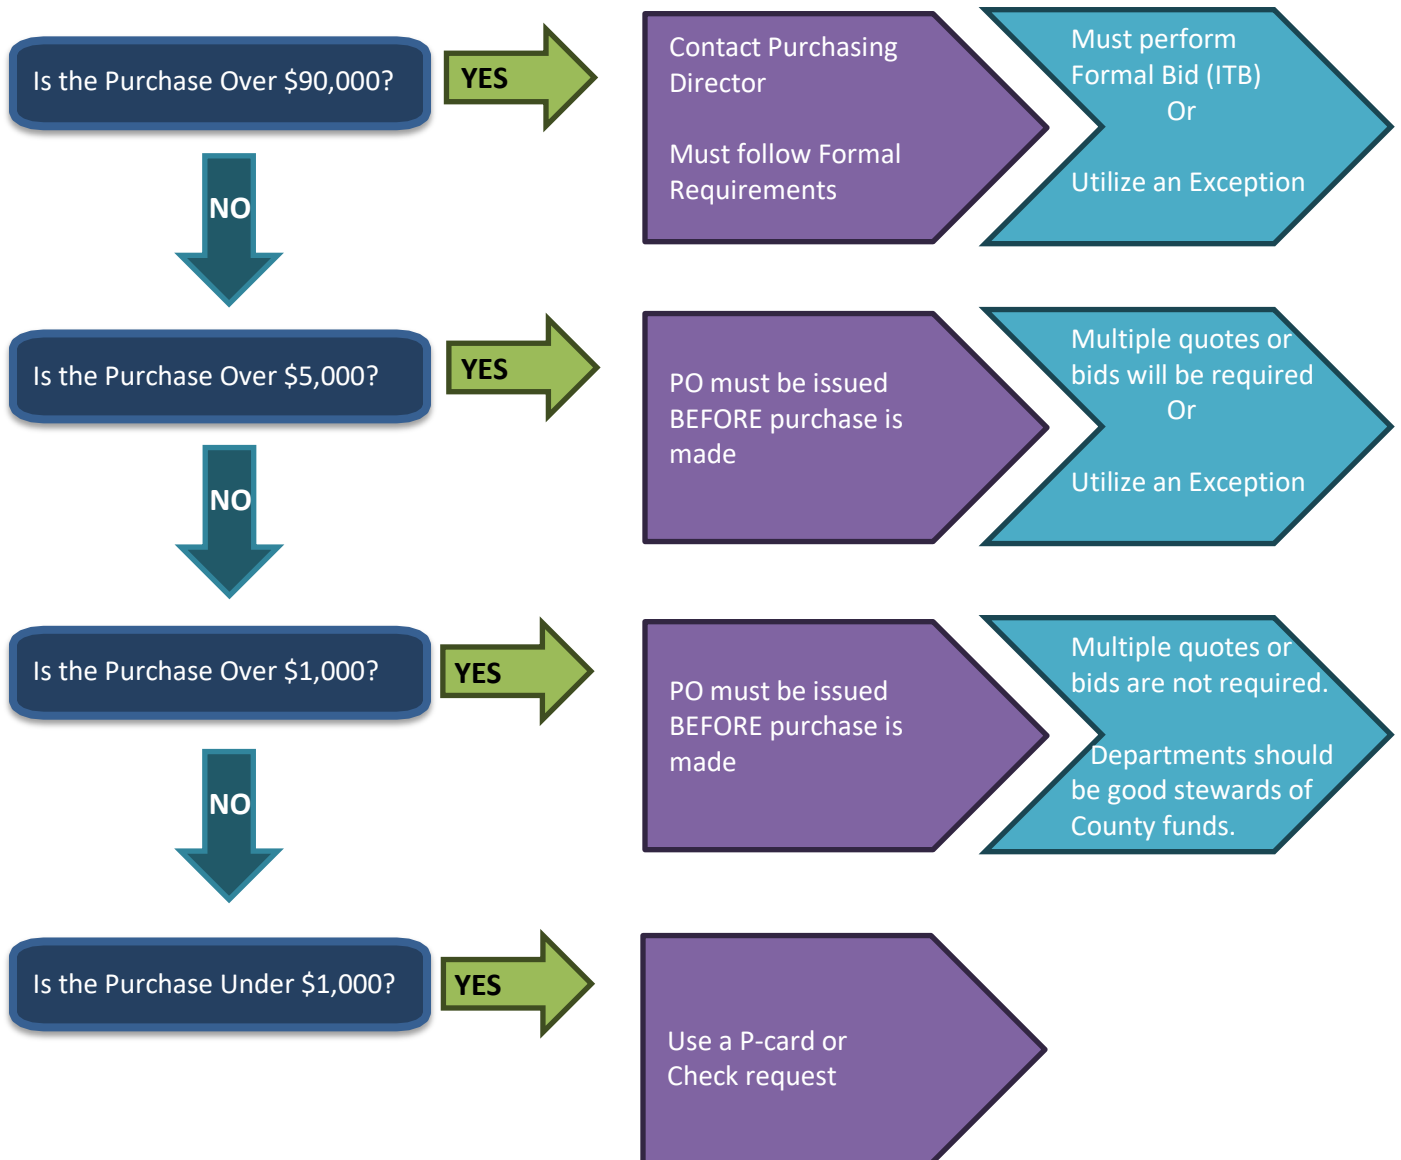 Is the Purchase Over $90,000?
YES
Contact Purchasing
Director
Must follow Formal
Requirements
Must perform
Formal Bid (ITB)
Or
Utilize an Exception
NO
Is the Purchase Over $5,000?
YES
PO must be issued
BEFORE purchase is
made
Multiple quotes or
bids will be required
Or
Utilize an Exception
NO
Is the Purchase Over $1,000?
YES
PO must be issued
BEFORE purchase is
made
Multiple quotes or
bids are not required.
Departments should
be good stewards of
County funds.
NO
Is the Purchase Under $1,000?
YES
Use a P-card or
Check request